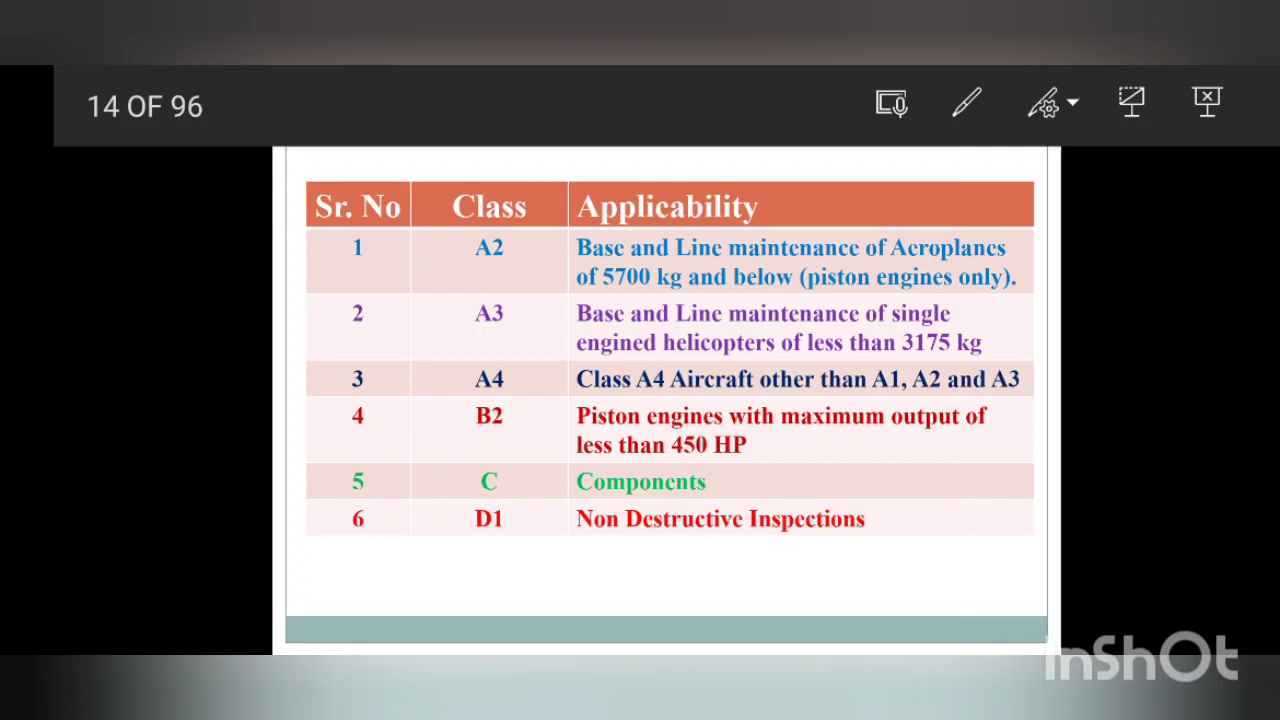 14 OF 96
Sr. No Class Applicability
1 A2 Base and Line maintenance of Aeroplanes
of 5700 kg and below (piston engines only).
2 A3 Base and Line maintenance of single
engined helicopters of less than 3175 kg
3 A4 Class A4 Aircraft other than A1, A2 and A3
4 B2 Piston engines with maximum output of
less than 450 HP
5 C Components
6 D1 Non Destructive Inspections
InShOt